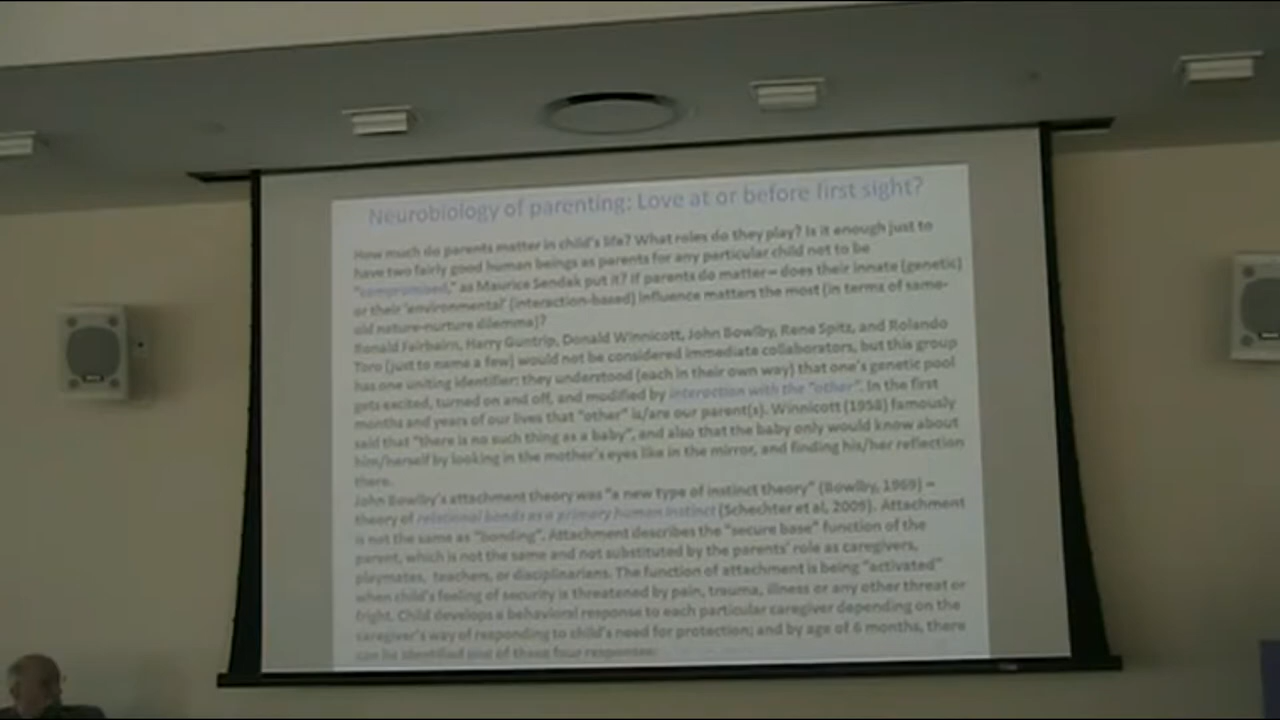 Neurobiology of parenting: Love at or before first sight?
How much do parents matter in child's life? What roles do they play? Is it enough just to
have two fairly good human beings as parents for any particular child not to be
"compromised," as Maurice Sendak put it? If parents do matter – does their innate (genetic)
or their 'environmental' (interaction-based) influence matters the most (in terms of same-
old nature-nurture dilemma)?
Ronald Fairbairn, Harry Guntrip, Donald Winnicott, John Bowlby, Rene Spitz, and Rolando
Toro (just to name a few) would not be considered immediate collaborators, but this group
has one uniting identifier: they understood (each in their own way) that one's genetic pool
gets excited, turned on and off, and modified by interaction with the "other". In the first
months and years of our lives that "other" is/are our parent(s). Winnicott (1958) famously
said that "there is no such thing as a baby", and also that the baby only would know about
him/herself by looking in the mother's eyes like in the mirror, and finding his/her reflection
there.
John Bowlby's attachment theory was "a new type of instinct theory" (Bowlby, 1969) –
theory of relational bonds as a primary human instinct (Schechter et al, 2009). Attachment
is not the same as "bonding". Attachment describes the "secure base" function of the
parent, which is not the same and not substituted by the parents' role as caregivers,
playmates, teachers, or disciplinarians. The function of attachment is being "activated"
when child's feeling of security is threatened by pain, trauma, illness or any other threat or
fright. Child develops a behavioral response to each particular caregiver depending on the
caregiver's way of responding to child's need for protection; and by age of 6 months, there
can be identified one of these four responses: